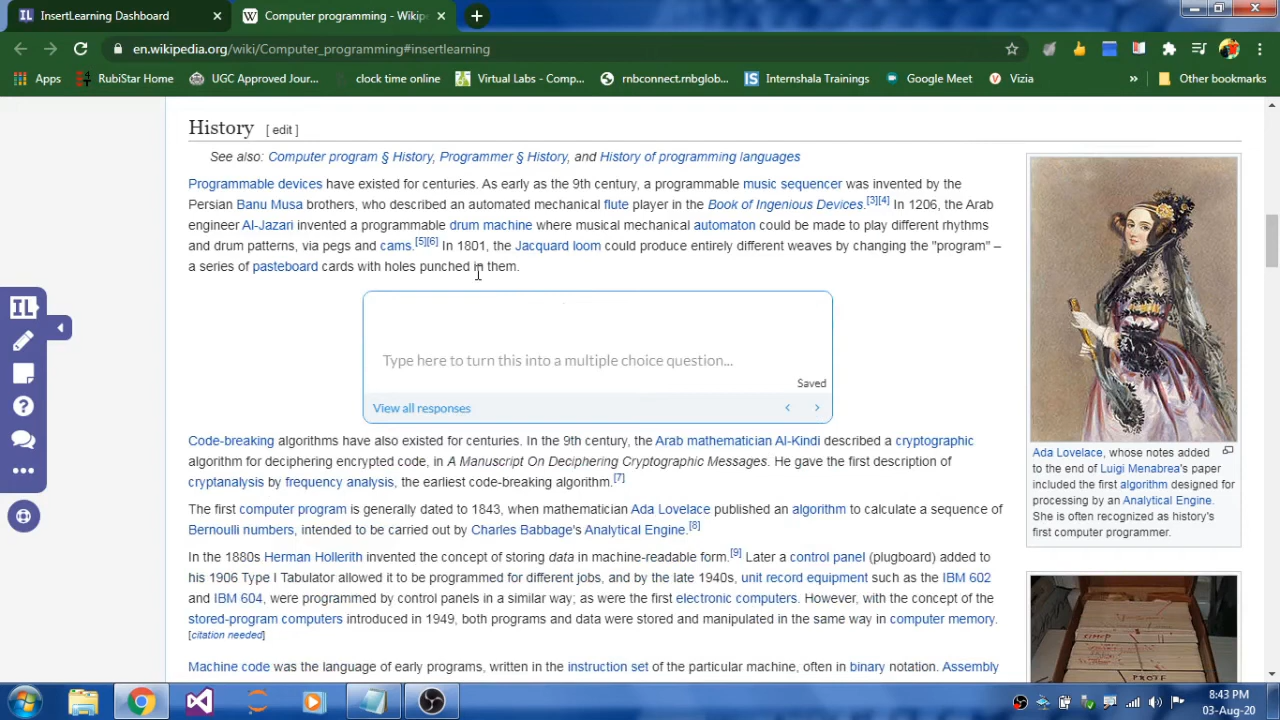 InsertLearning Dashboard
Computer programming - Wikip
en.wikipedia.org/wiki/Computer_programming#insertlearning
Apps
RubiStar Home
UGC Approved Jour...
clock time online
Virtual Labs - Comp...
rnbconnect.rnbglob...
Internshala Trainings
Google Meet
Vizia
Other bookmarks
History [ edit ]
See also: Computer program § History, Programmer § History, and History of programming languages
Programmable devices have existed for centuries. As early as the 9th century, a programmable music sequencer was invented by the
Persian Banu Musa brothers, who described an automated mechanical flute player in the Book of Ingenious Devices.[3][4] In 1206, the Arab
engineer Al-Jazari invented a programmable drum machine where musical mechanical automaton could be made to play different rhythms
and drum patterns, via pegs and cams.[5][6] In 1801, the Jacquard loom could produce entirely different weaves by changing the "program" –
a series of pasteboard cards with holes punched in them.
Type here to turn this into a multiple choice question...
Saved
View all responses
Code-breaking algorithms have also existed for centuries. In the 9th century, the Arab mathematician Al-Kindi described a cryptographic
algorithm for deciphering encrypted code, in A Manuscript On Deciphering Cryptographic Messages. He gave the first description of
cryptanalysis by frequency analysis, the earliest code-breaking algorithm.[7]
The first computer program is generally dated to 1843, when mathematician Ada Lovelace published an algorithm to calculate a sequence of
Bernoulli numbers, intended to be carried out by Charles Babbage's Analytical Engine.[8]
In the 1880s Herman Hollerith invented the concept of storing data in machine-readable form.[9] Later a control panel (plugboard) added to
his 1906 Type I Tabulator allowed it to be programmed for different jobs, and by the late 1940s, unit record equipment such as the IBM 602
and IBM 604, were programmed by control panels in a similar way; as were the first electronic computers. However, with the concept of the
stored-program computers introduced in 1949, both programs and data were stored and manipulated in the same way in computer memory.
[citation needed]
Machine code was the language of early programs, written in the instruction set of the particular machine, often in binary notation. Assembly
Ada Lovelace, whose notes added
to the end of Luigi Menabrea's paper
included the first algorithm designed for
processing by an Analytical Engine.
She is often recognized as history's
first computer programmer.
IL
8:43 PM
03-Aug-20